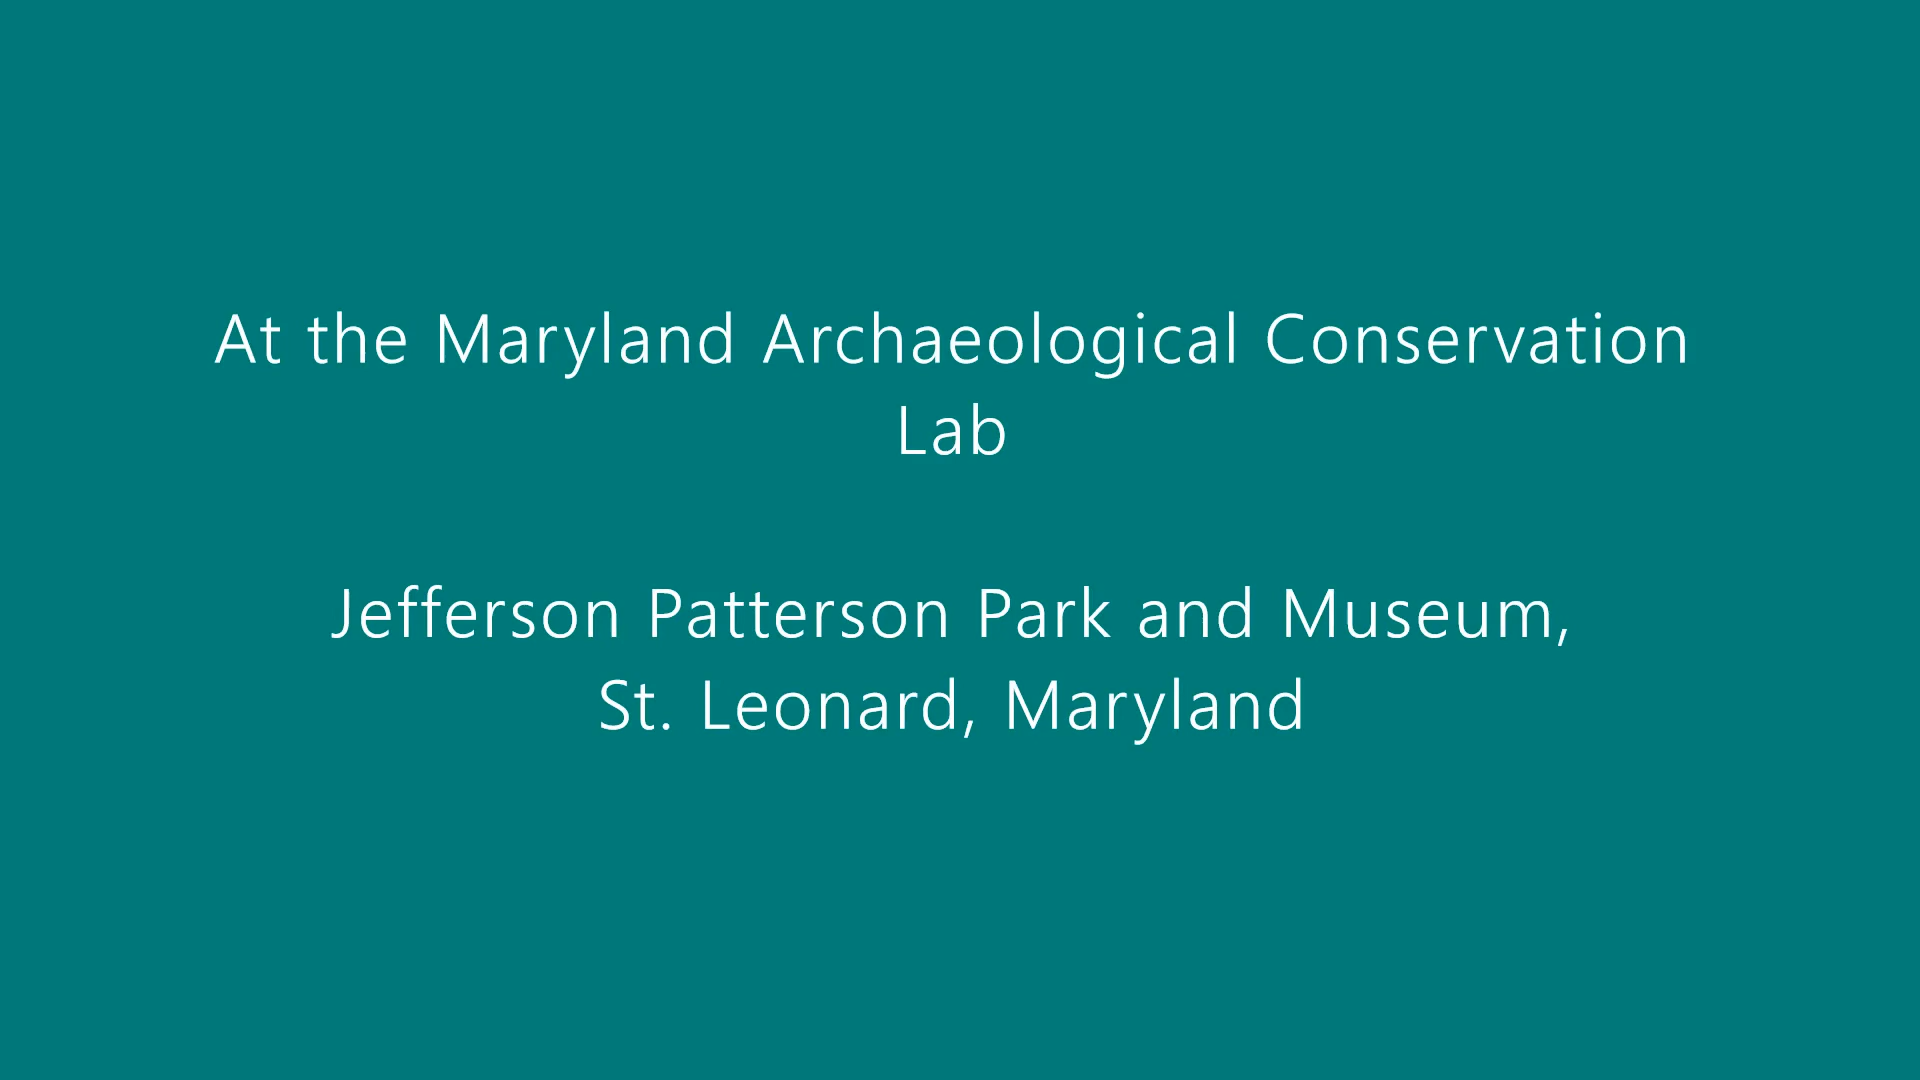 At the Maryland Archaeological Conservation
Lab
Jefferson Patterson Park and Museum,
St. Leonard, Maryland